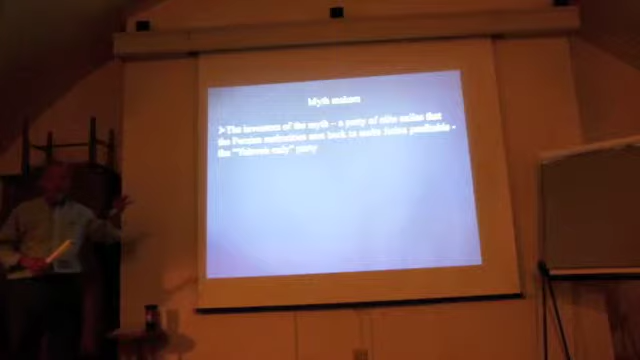 Myth makers
The inventors of the myth – a party of elite exiles that
the Persian authorities sent back to make Judea profitable -
the "Yahweh only" party